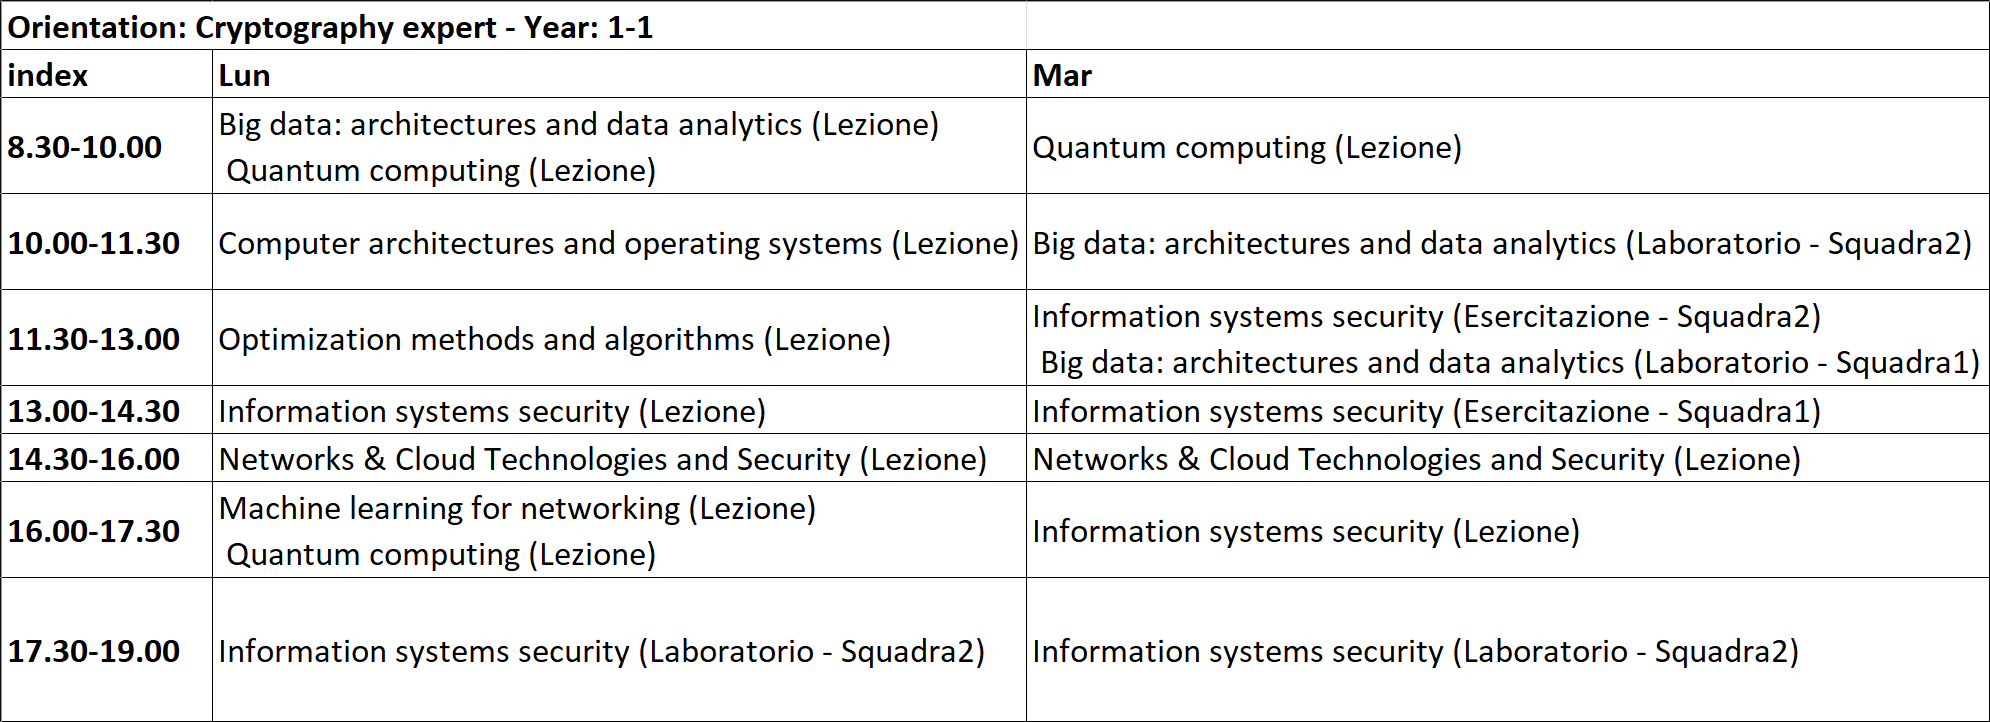 Orientation: Cryptography expert - Year: 1-1
index Lun Mar
8.30-10.00
Big data: architectures and data analytics (Lezione)
Quantum computing (Lezione)
Quantum computing (Lezione)
10.00-11.30
Computer architectures and operating systems (Lezione)
Big data: architectures and data analytics (Laboratorio - Squadra2)
11.30-13.00
Optimization methods and algorithms (Lezione)
Information systems security (Esercitazione - Squadra2)
Big data: architectures and data analytics (Laboratorio - Squadra1)
13.00-14.30
Information systems security (Lezione)
Information systems security (Esercitazione - Squadra1)
14.30-16.00
Networks & Cloud Technologies and Security (Lezione)
Networks & Cloud Technologies and Security (Lezione)
16.00-17.30
Machine learning for networking (Lezione)
Quantum computing (Lezione)
Information systems security (Lezione)
17.30-19.00
Information systems security (Laboratorio - Squadra2)
Information systems security (Laboratorio - Squadra2)